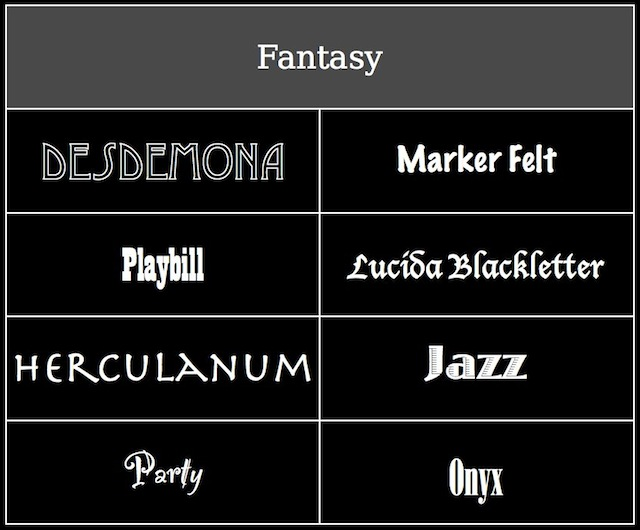 Fantasy
DESDEMONA
Marker Felt
Playbill
Lucida Blackletter
HERCULANUM
Jazz
Party
Onyx